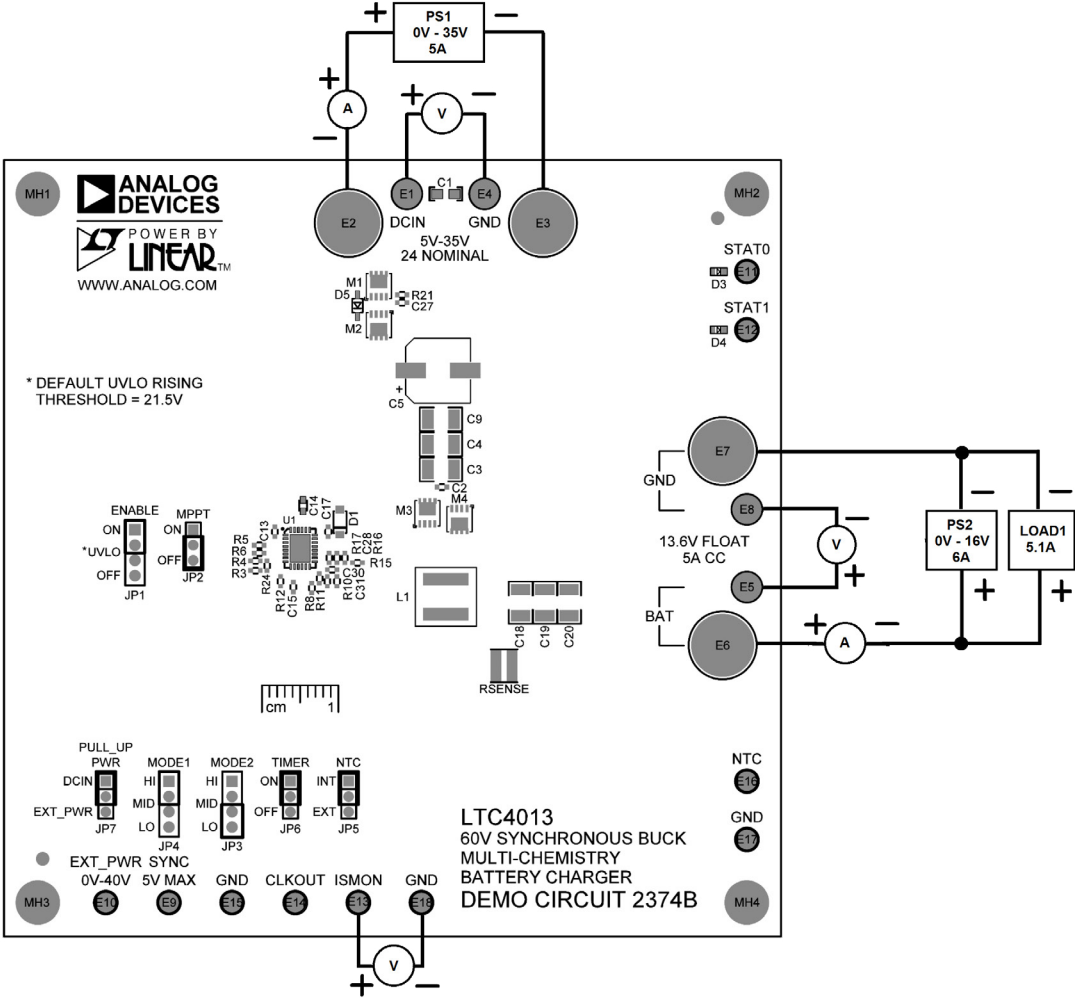 +
PS1
0V - 35V
5A
−
+
A
−
+
V
−
MH1
ANALOG
DEVICES
POWER BY
LINEAR TM
WWW.ANALOG.COM
E2
E1
C1
E4
E3
DCIN
GND
5V-35V
24 NOMINAL
MH2
STAT0
E11
D3
STAT1
E12
D4
M1
D5
R21
C27
M2
+
C5
C9
C4
C3
C2
M3
M4
* DEFAULT UVLO RISING
THRESHOLD = 21.5V
E7
GND
E8
13.6V FLOAT
5A CC
E5
BAT
E6
−
V
+
+
A
−
−
PS2
0V - 16V
6A
+
−
LOAD1
5.1A
+
ENABLE
ON
*UVLO
OFF
JP1
MPPT
ON
OFF
JP2
C14
C17
U1
D1
C13
R5
R6
R4
R3
R24
R12
C15
R8
R11
R10
C31
C30
R17
C28
R16
R15
L1
C18
C19
C20
RSENSE
cm 1
PULL_UP
PWR
DCIN
EXT_PWR
JP7
MODE1
HI
MID
LO
JP4
MODE2
HI
MID
LO
JP3
TIMER
ON
OFF
JP6
NTC
INT
EXT
JP5
NTC
E16
GND
E17
LTC4013
60V SYNCHRONOUS BUCK
MULTI-CHEMISTRY
BATTERY CHARGER
DEMO CIRCUIT 2374B
MH3
EXT_PWR
0V-40V
E10
SYNC
5V MAX
E9
GND
E15
CLKOUT
E14
ISMON
E13
GND
E18
MH4
+
V
−